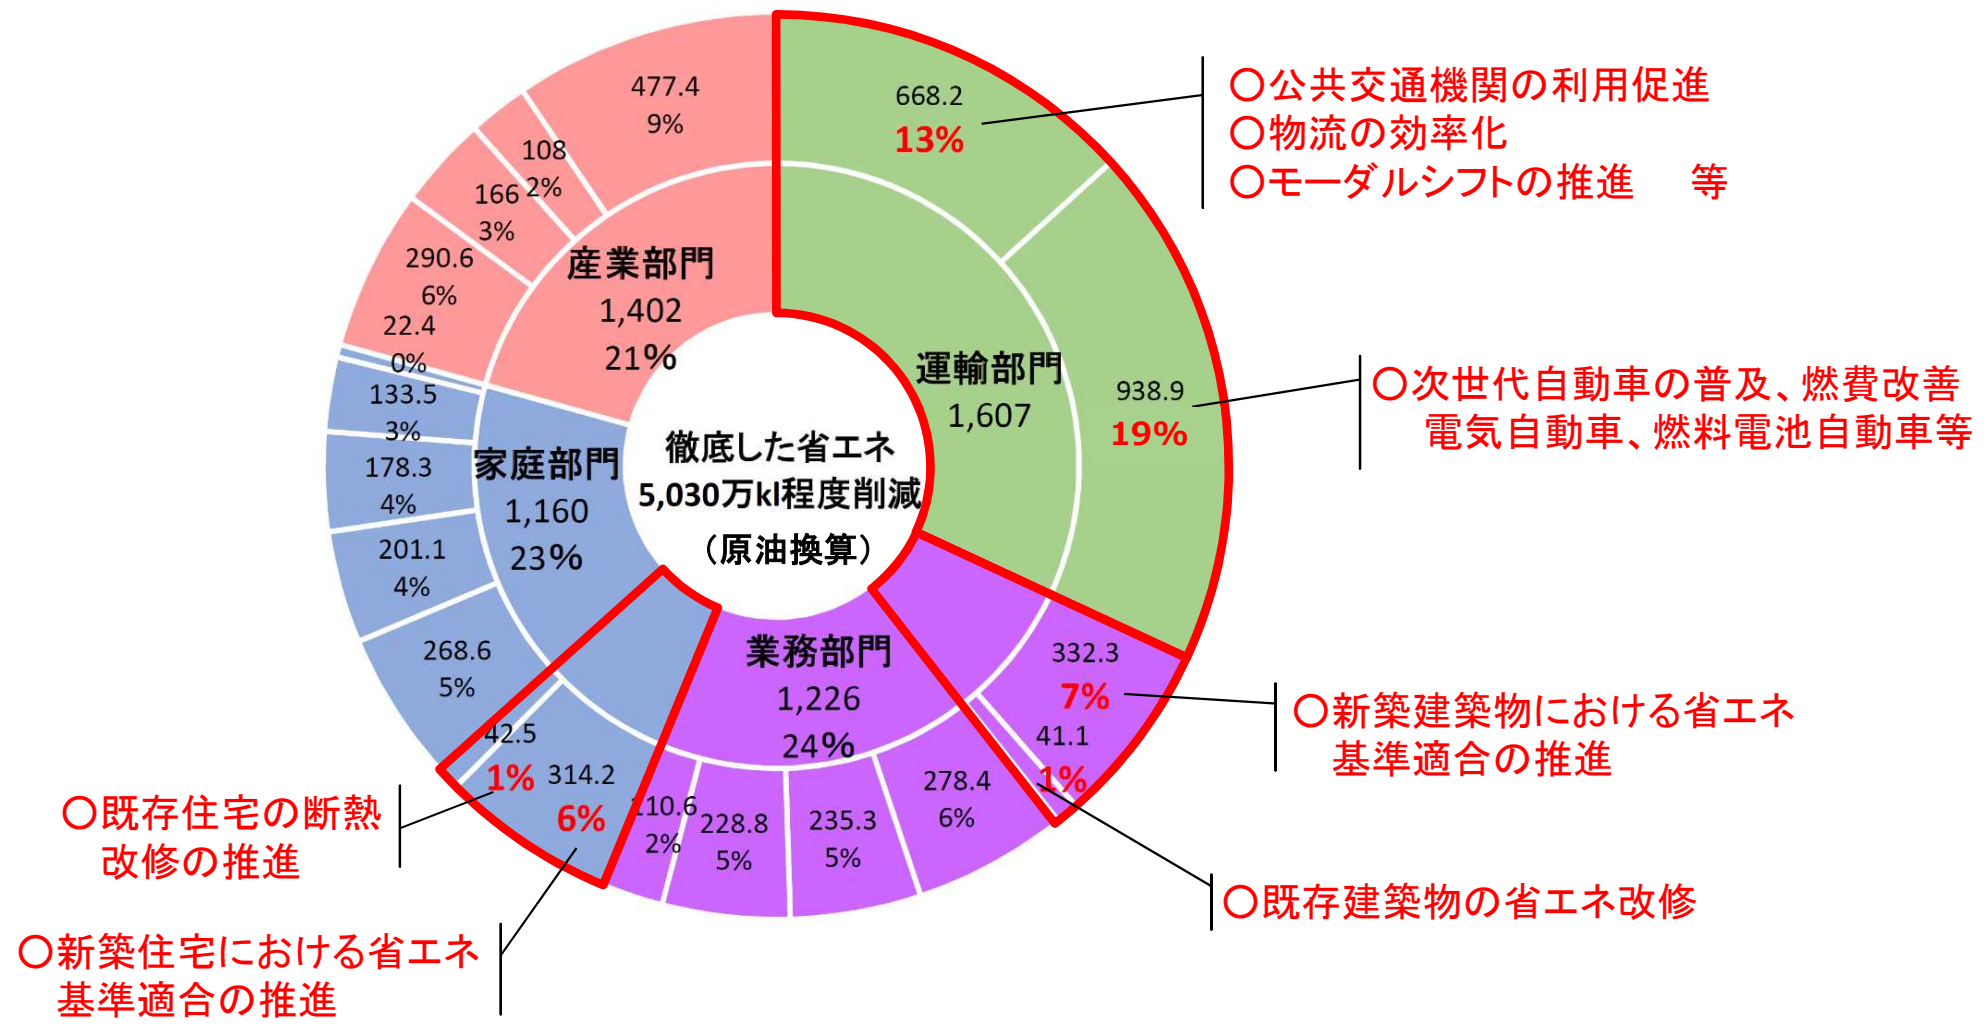 477.4
9%
108
2%
166
3%
290.6
6%
22.4
0%
133.5
3%
178.3
4%
201.1
4%
268.6
5%
42.5
1%
314.2
6%
110.6
2%
228.8
5%
235.3
5%
278.4
6%
41.1
1%
332.3
7%
938.9
19%
668.2
13%
産業部門
1,402
21%
運輸部門
1,607
家庭部門
1,160
23%
業務部門
1,226
24%
徹底した省エネ
5,030万kl程度削減
（原油換算）
〇公共交通機関の利用促進
〇物流の効率化
〇モーダルシフトの推進 等
〇次世代自動車の普及、燃費改善
電気自動車、燃料電池自動車等
〇新築建築物における省エネ
基準適合の推進
〇既存建築物の省エネ改修
〇既存住宅の断熱
改修の推進
〇新築住宅における省エネ
基準適合の推進